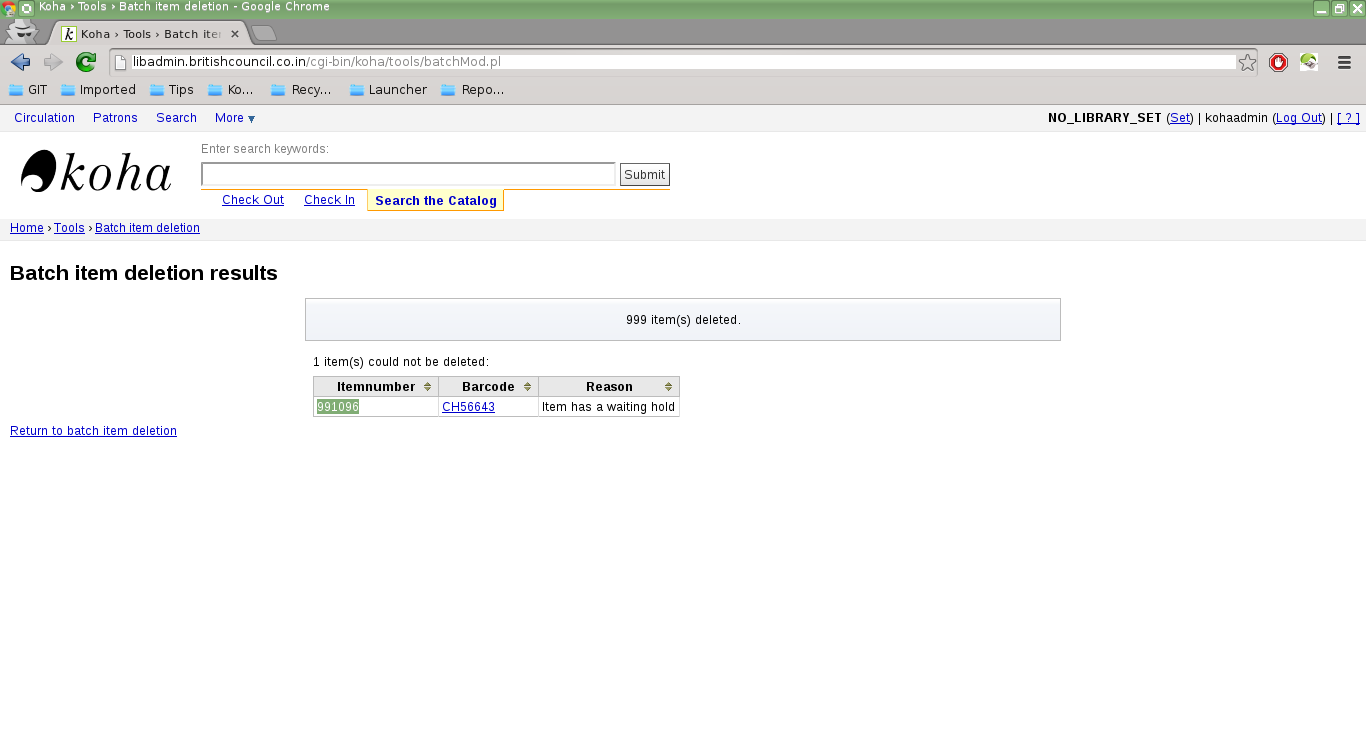 Koha › Tools › Batch item deletion - Google Chrome
Koha › Tools › Batch iter
libadmin.britishcouncil.co.in/cgi-bin/koha/tools/batchMod.pl
GIT Imported Tips Ko... Recy... Launcher Repo...
Circulation Patrons Search More NO_LIBRARY_SET (Set) | kohaadmin (Log Out) | [ ? ]
koha
Enter search keywords:
Submit
Check Out Check In Search the Catalog
Home › Tools › Batch item deletion
Batch item deletion results
999 item(s) deleted.
1 item(s) could not be deleted:
Itemnumber Barcode Reason
991096 CH56643 Item has a waiting hold
Return to batch item deletion